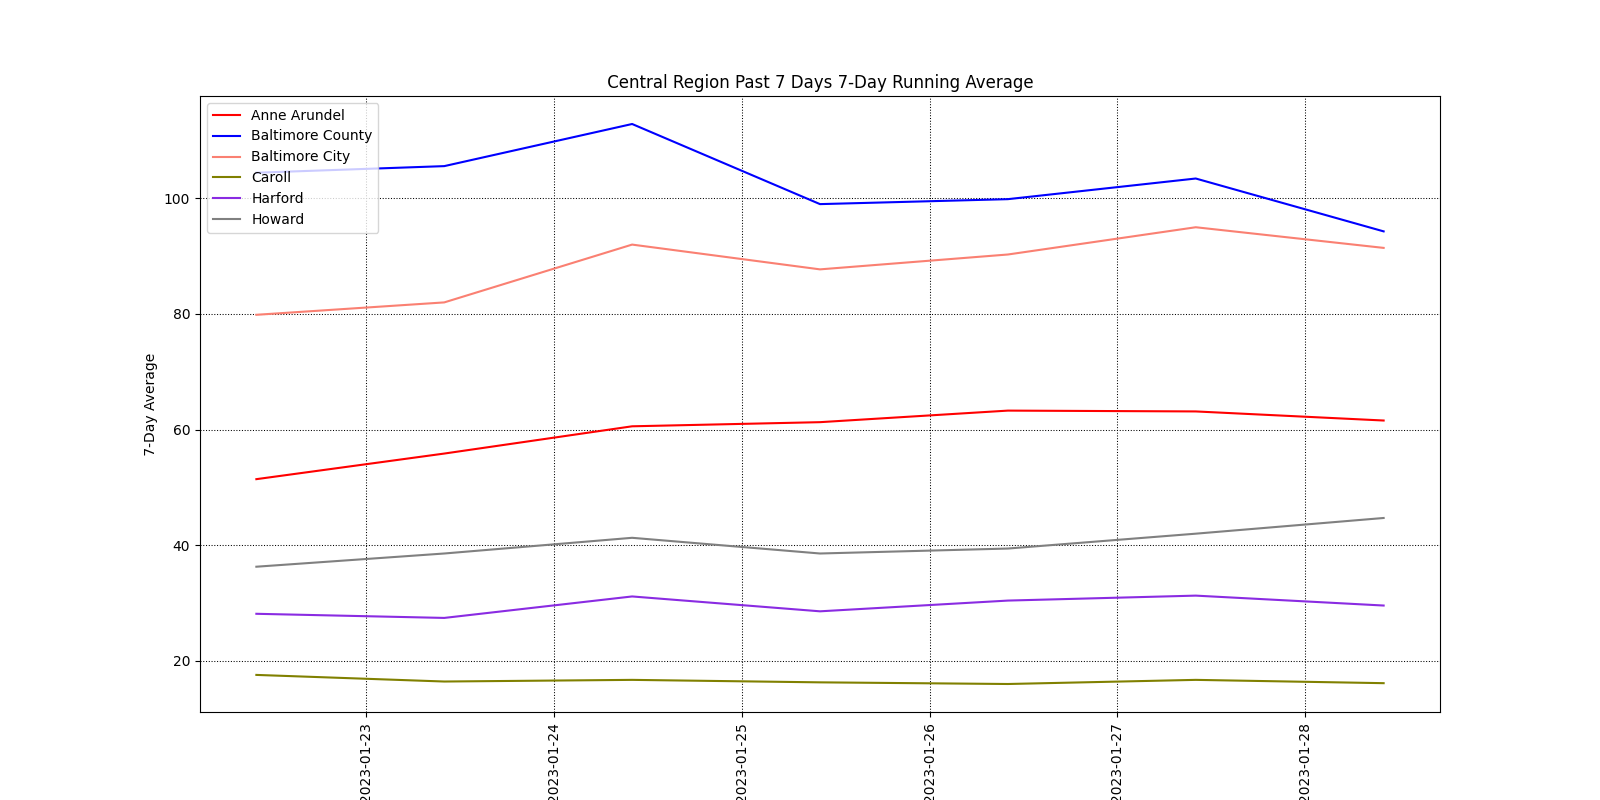 Central Region Past 7 Days 7-Day Running Average
Anne Arundel
Baltimore County
Baltimore City
Caroll
Harford
Howard
7-Day Average
100
80
60
40
20
2023-01-23
2023-01-24
2023-01-25
2023-01-26
2023-01-27
2023-01-28